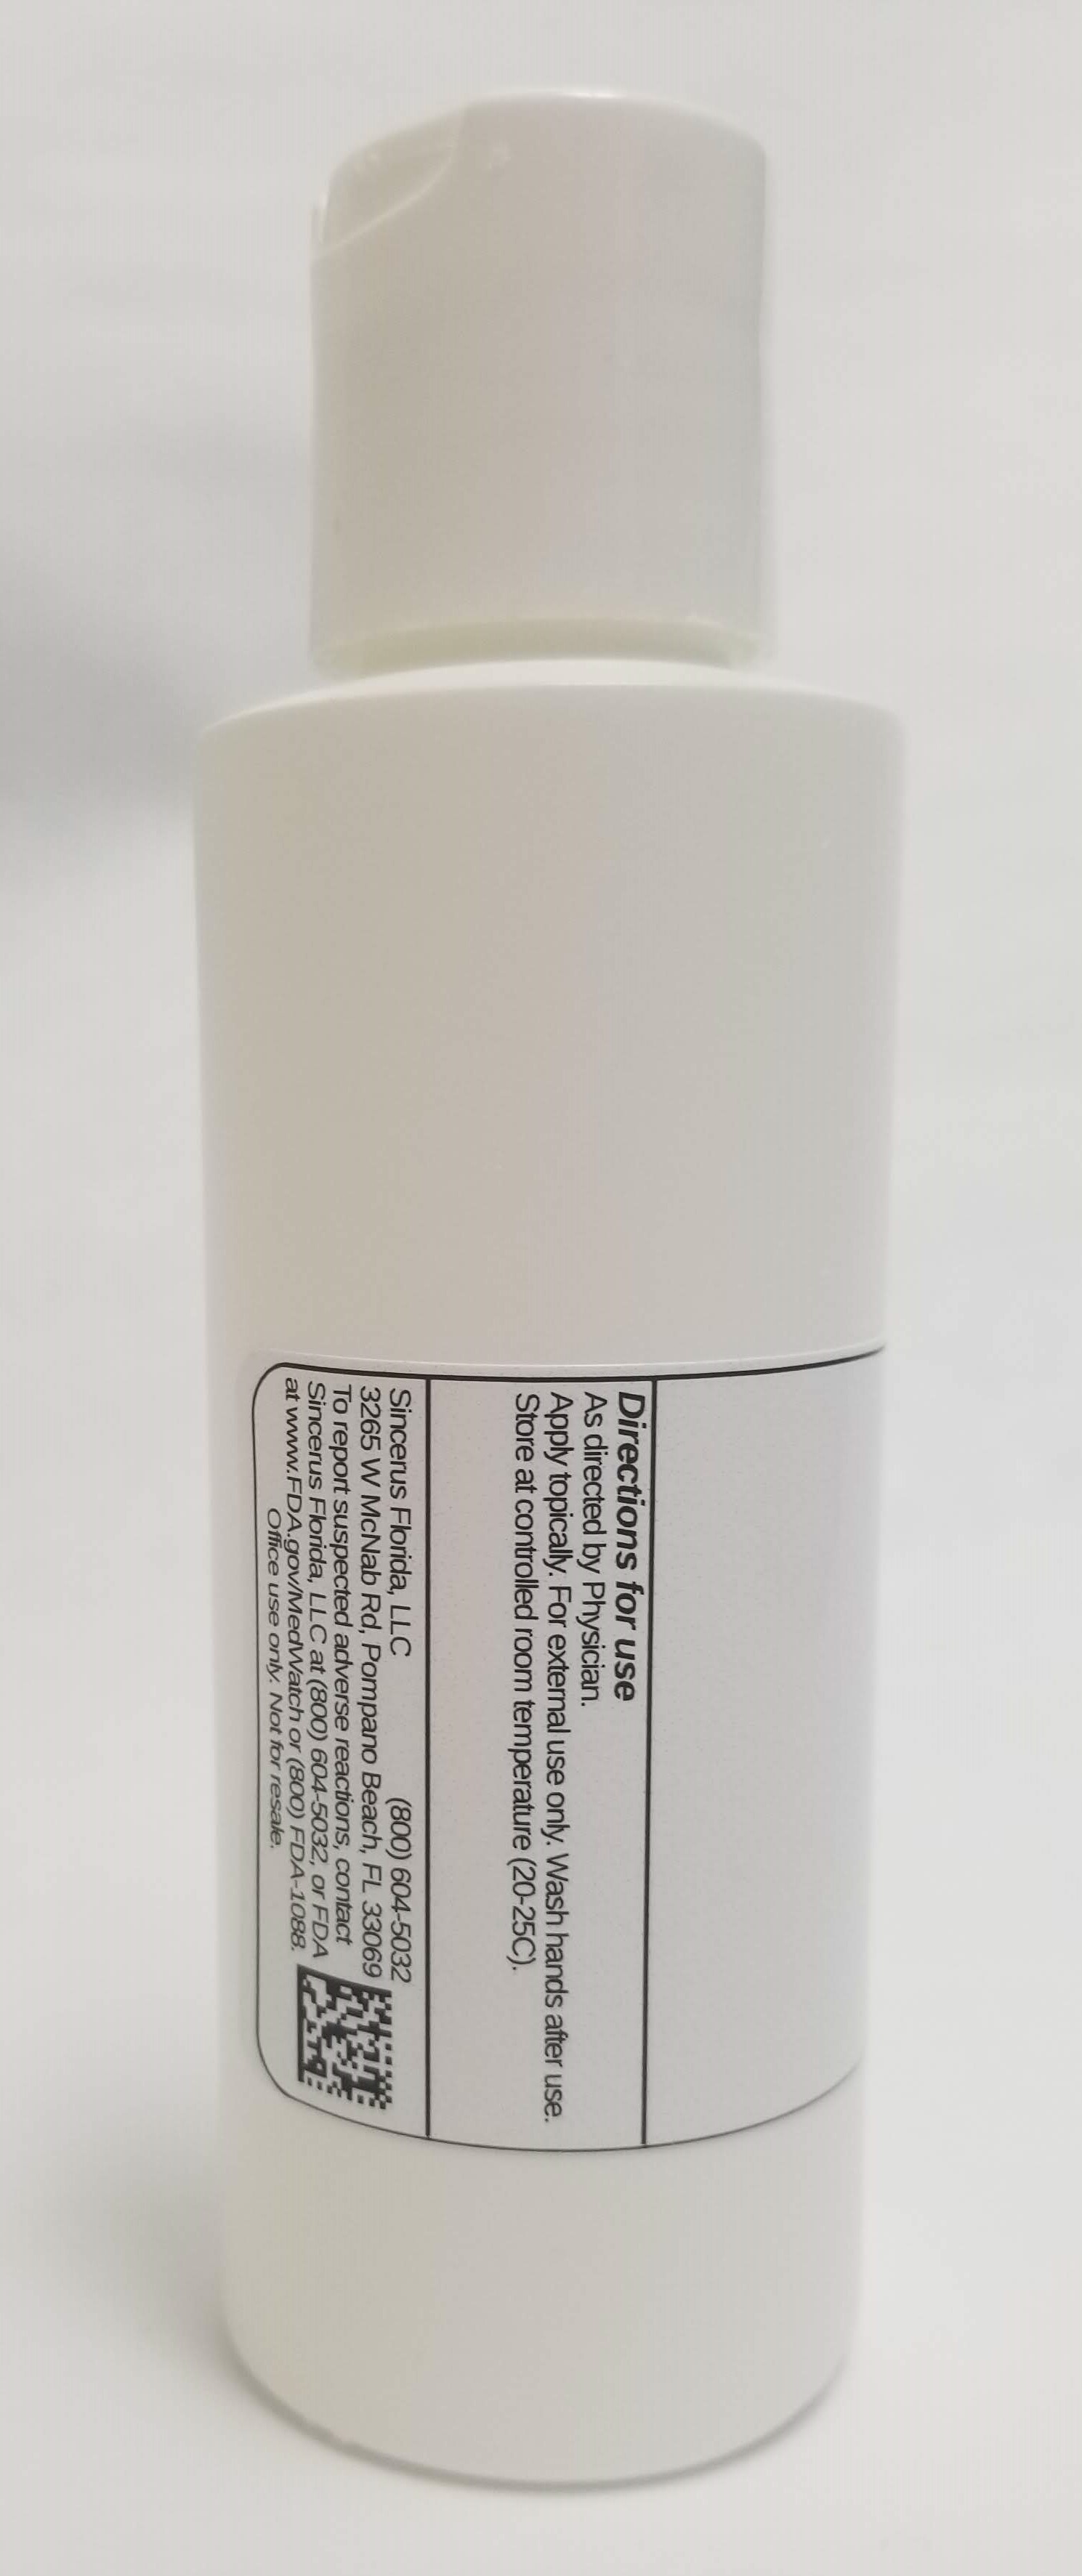 Directions for use
As directed by Physician.
Apply topically. For external use only. Wash hands after use.
Store at controlled room temperature (20-25C).
Sincerus Florida, LLC (800) 604-5032
3265 W McNab Rd, Pompano Beach, FL 33069
To report suspected adverse reactions, contact
Sincerus Florida, LLC at (800) 604-5032, or FDA
at www.FDA.gov/MedWatch or (800) FDA-1088.
Office use only. Not for resale.